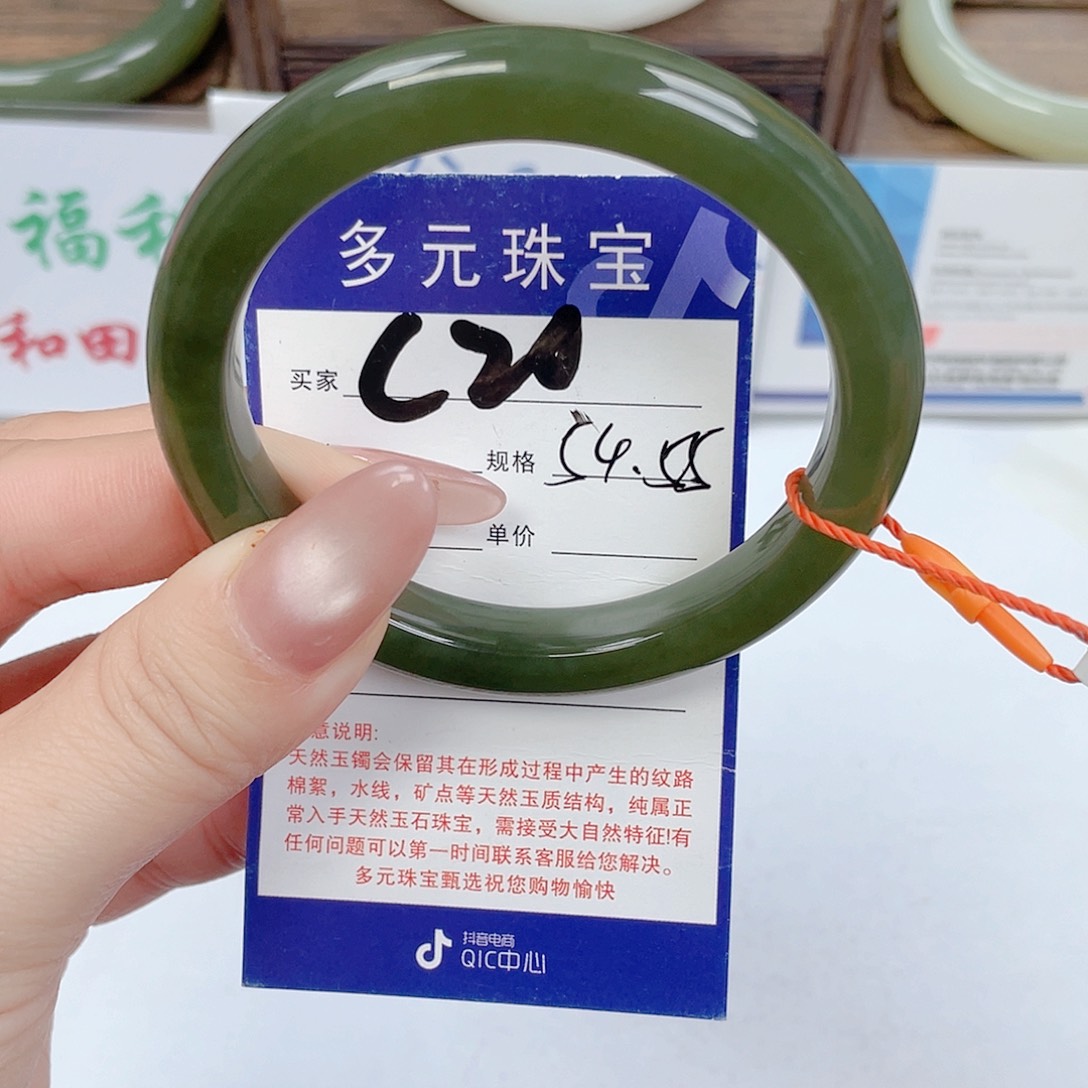 多元珠宝
福
和田
买家 C20
规格 54.55
单价
意说明:
天然玉镯会保留其在形成过程中产生的纹路
棉絮，水线，矿点等天然玉质结构，纯属正
常入手天然玉石珠宝，需接受大自然特征!有
任何问题可以第一时间联系客服给您解决。
多元珠宝甄选祝您购物愉快
抖音电商
QIC中心